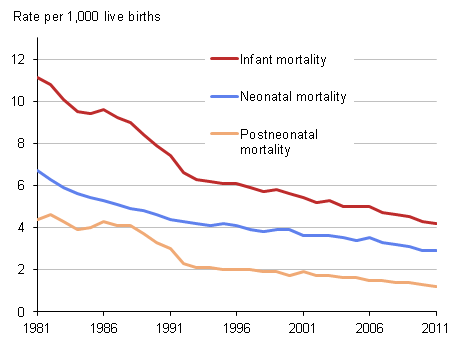 Rate per 1,000 live births
12
10
8
6
4
2
0
Infant mortality
Neonatal mortality
Postneonatal
mortality
1981 1986 1991 1996 2001 2006 2011